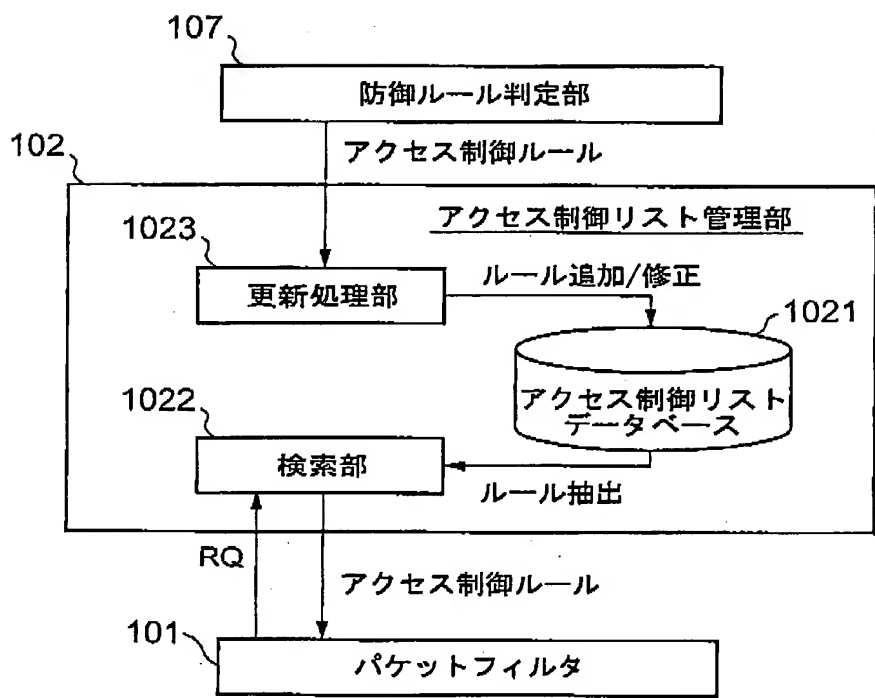 107
防御ルール判定部
102
アクセス制御ルール
アクセス制御リスト管理部
1023
更新処理部
ルール追加/修正
1021
アクセス制御リスト
データベース
1022
検索部
ルール抽出
RQ
アクセス制御ルール
101
パケットフィルタ